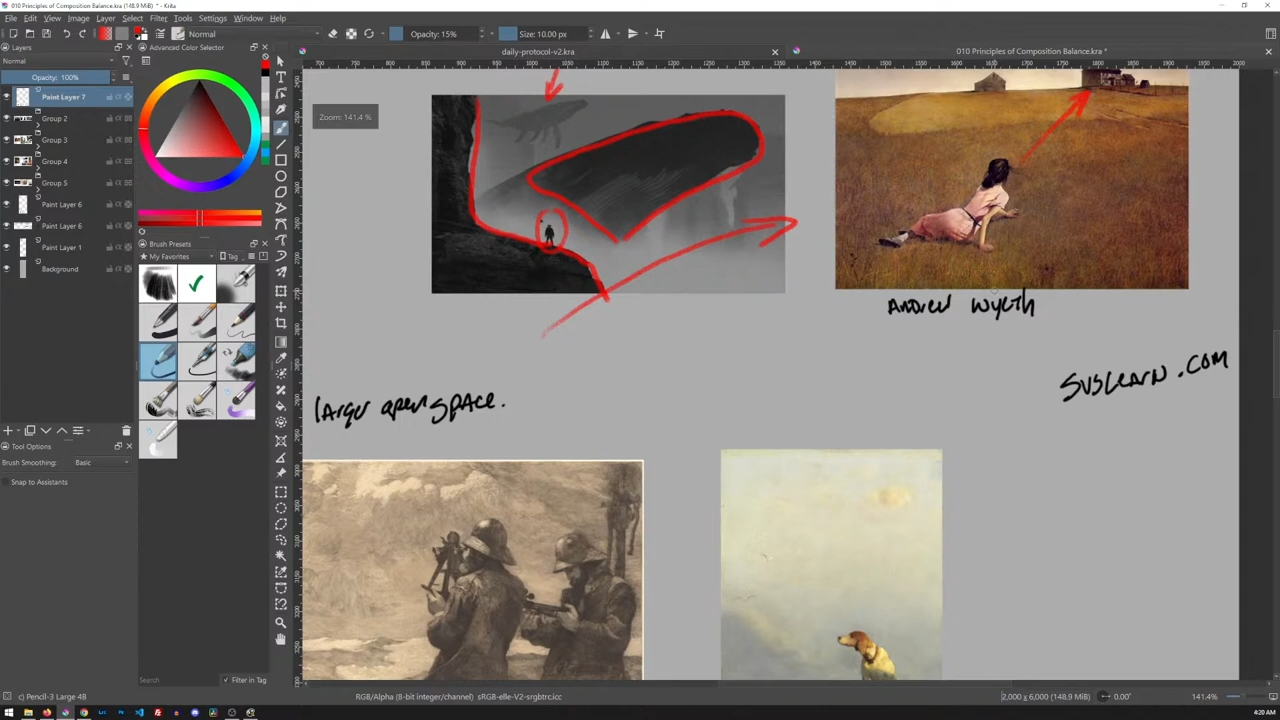 010 Principles of Composition Balance.kra (148.9 MiB) * - Krita
File Edit View Image Layer Select Filter Tools Settings Window Help
Normal
Opacity: 15%
Size: 10.00 px
Layers
Advanced Color Selector
daily-protocol-v2.kra
010 Principles of Composition Balance.kra *
Normal
Opacity: 100%
Zoom: 141.4 %
Paint Layer 7
Group 2
Group 3
Group 4
Group 5
Paint Layer 6
Paint Layer 6
Paint Layer 1
Background
Brush Presets
My Favorites
Tag
Andrew Wyeth
SVSLearn.com
large open space.
Tool Options
Brush Smoothing: Basic
Snap to Assistants
Search
Filter in Tag
c) Pencil-3 Large 4B
RGB/Alpha (8-bit integer/channel) sRGB-elle-V2-srgbtrc.icc
2,000 x 6,000 (148.9 MiB)
0.00°
141.4%
4:20 AM